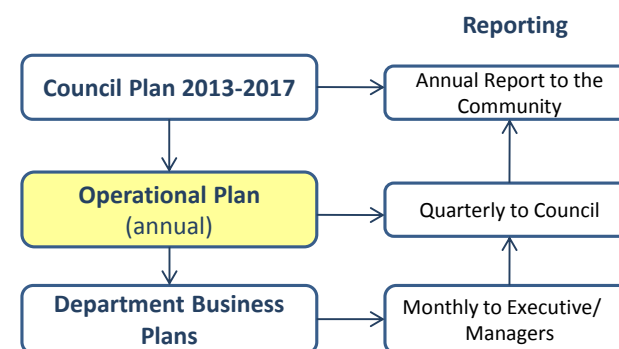 Reporting
Council Plan 2013-2017
Annual Report to the
Community
Operational Plan
(annual)
Quarterly to Council
Department Business
Plans
Monthly to Executive/
Managers